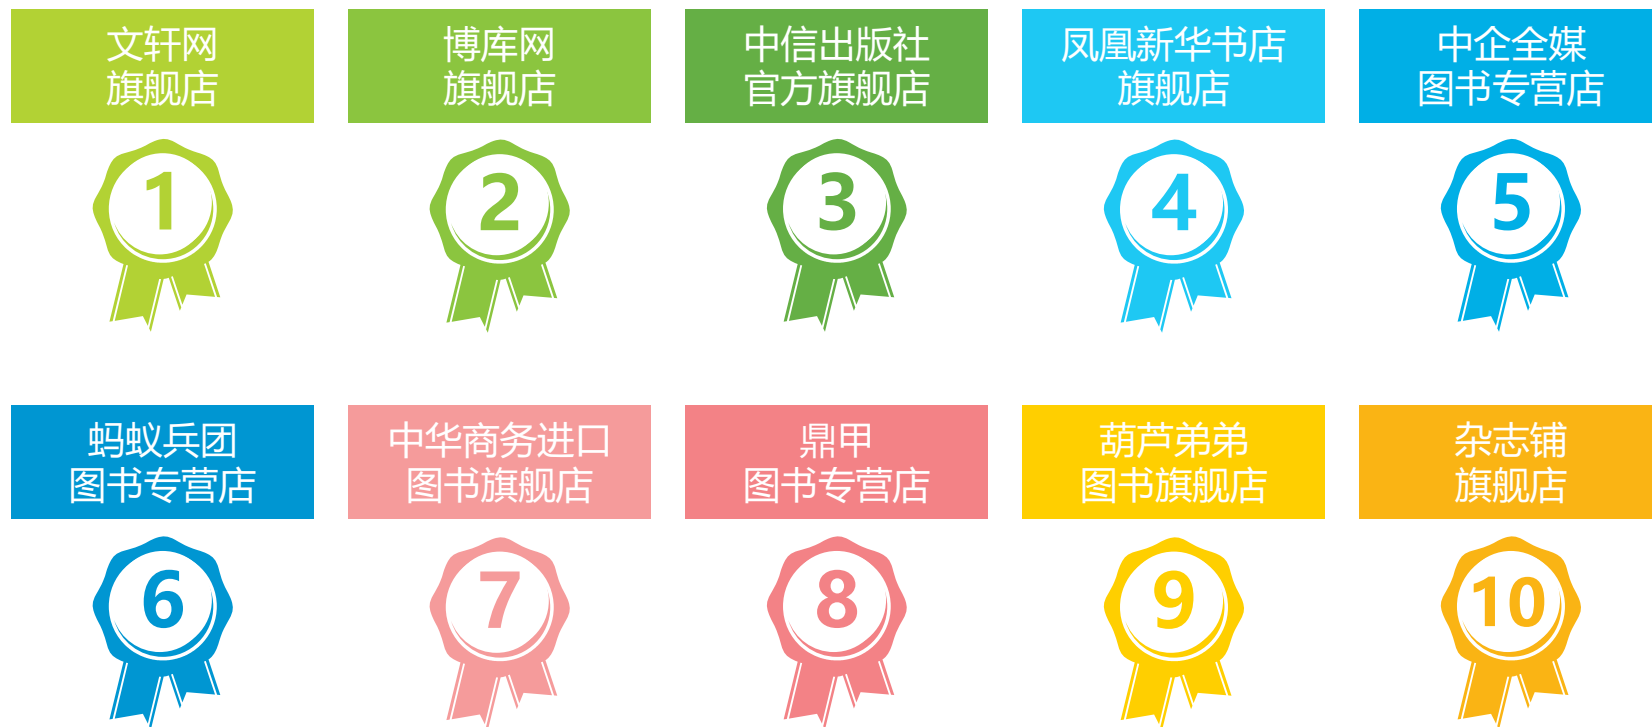 文轩网
旗舰店
博库网
旗舰店
中信出版社
官方旗舰店
凤凰新华书店
旗舰店
中企全媒
图书专营店
1
2
3
4
5
蚂蚁兵团
图书专营店
中华商务进口
图书旗舰店
鼎甲
图书专营店
葫芦弟弟
图书旗舰店
杂志铺
旗舰店
6
7
8
9
10